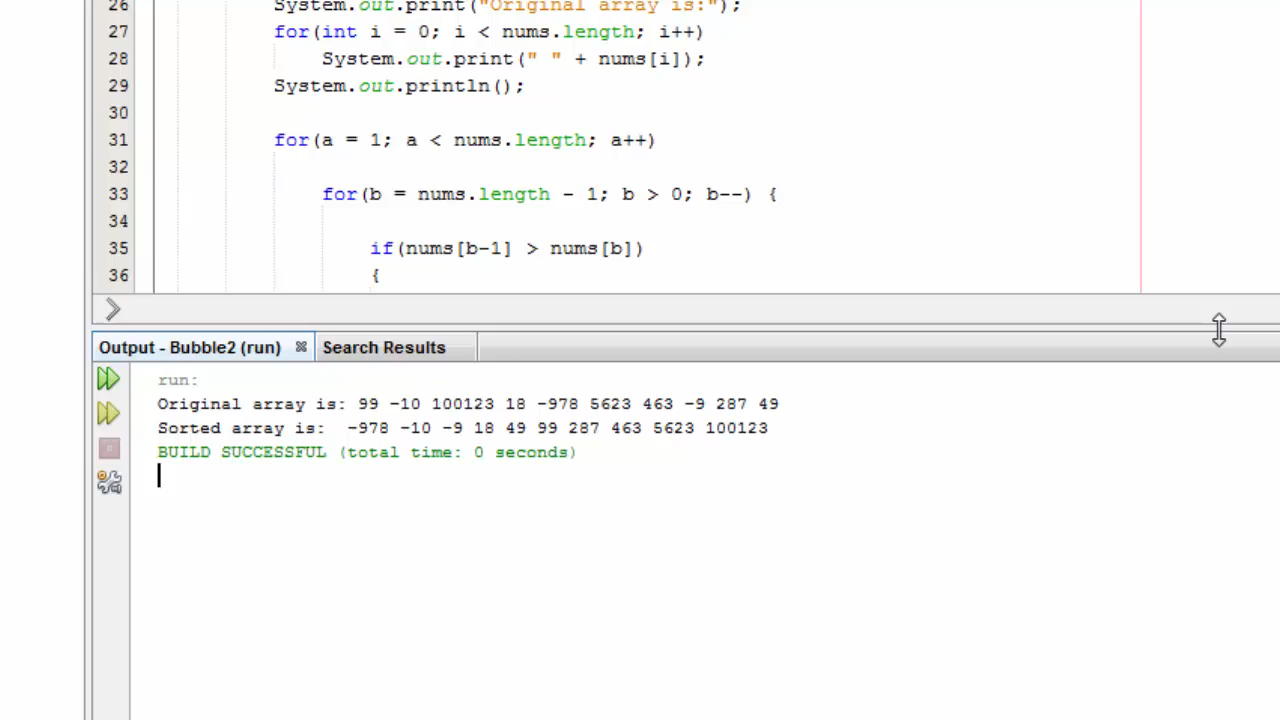 26 System.out.print("Original array is:");
27 for(int i = 0; i < nums.length; i++)
28 System.out.print(" " + nums[i]);
29 System.out.println();
30
31 for(a = 1; a < nums.length; a++)
32
33 for(b = nums.length - 1; b > 0; b--) {
34
35 if(nums[b-1] > nums[b])
36 {
Output - Bubble2 (run) Search Results
run:
Original array is: 99 -10 100123 18 -978 5623 463 -9 287 49
Sorted array is:  -978 -10 -9 18 49 99 287 463 5623 100123
BUILD SUCCESSFUL (total time: 0 seconds)